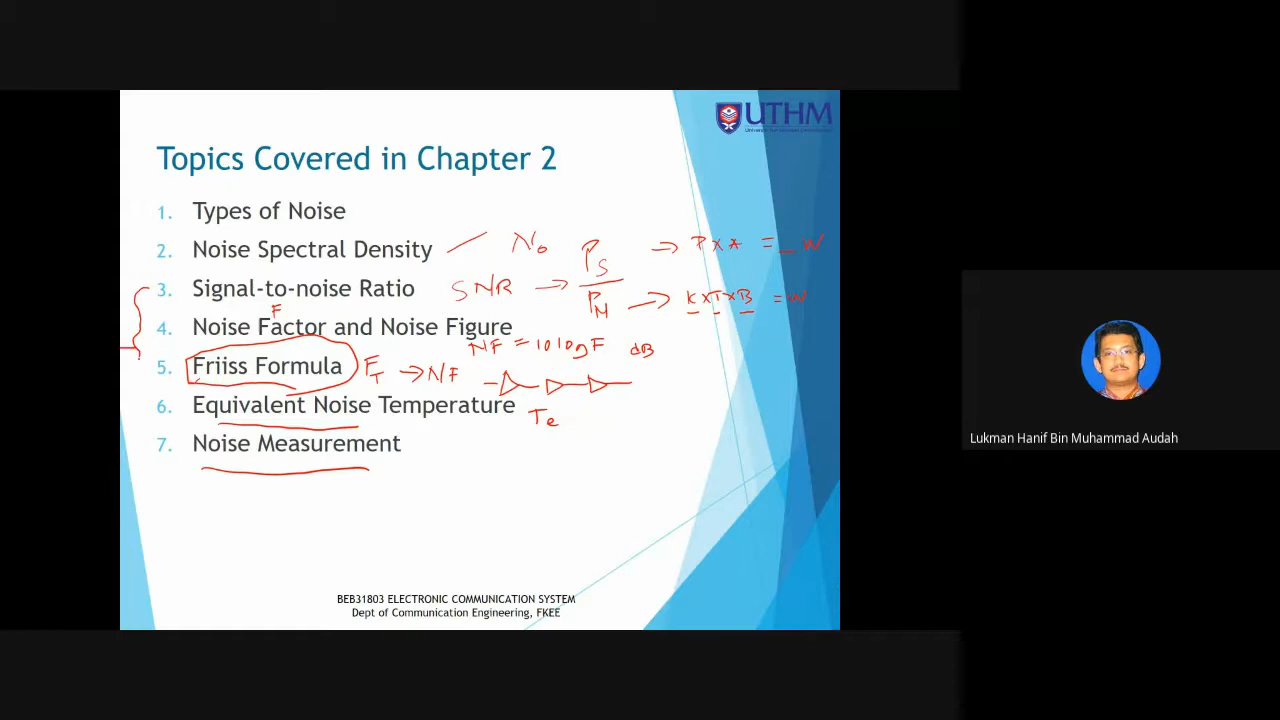 UTHM
Topics Covered in Chapter 2
1. Types of Noise
2. Noise Spectral Density N₀
3. Signal-to-noise Ratio SNR → Ps/PN
→ P × A = _ W
→ K × T × B = W
F
4. Noise Factor and Noise Figure
NF = 10 log F dB
5. Friiss Formula FT → NF
6. Equivalent Noise Temperature Te
7. Noise Measurement
Lukman Hanif Bin Muhammad Audah
BEB31803 ELECTRONIC COMMUNICATION SYSTEM
Dept of Communication Engineering, FKEE